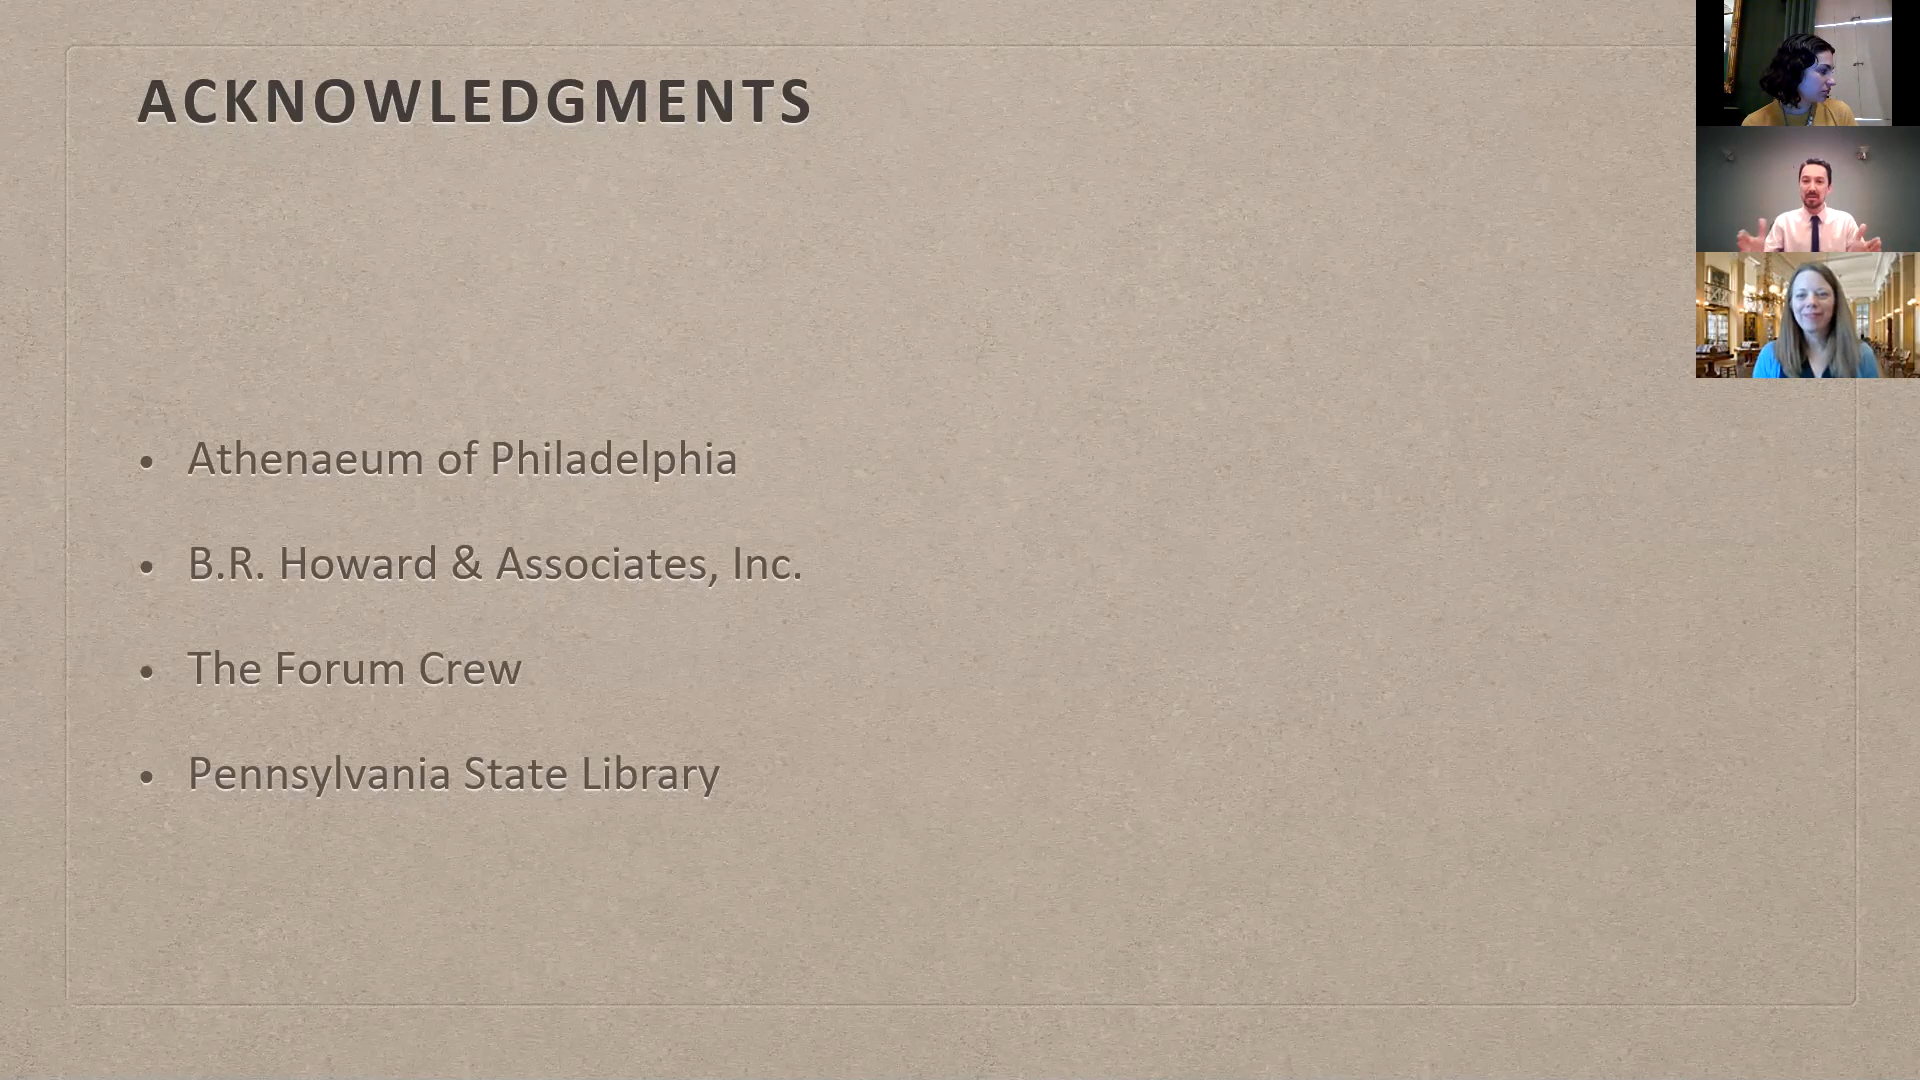 ACKNOWLEDGMENTS
• Athenaeum of Philadelphia
• B.R. Howard & Associates, Inc.
• The Forum Crew
• Pennsylvania State Library